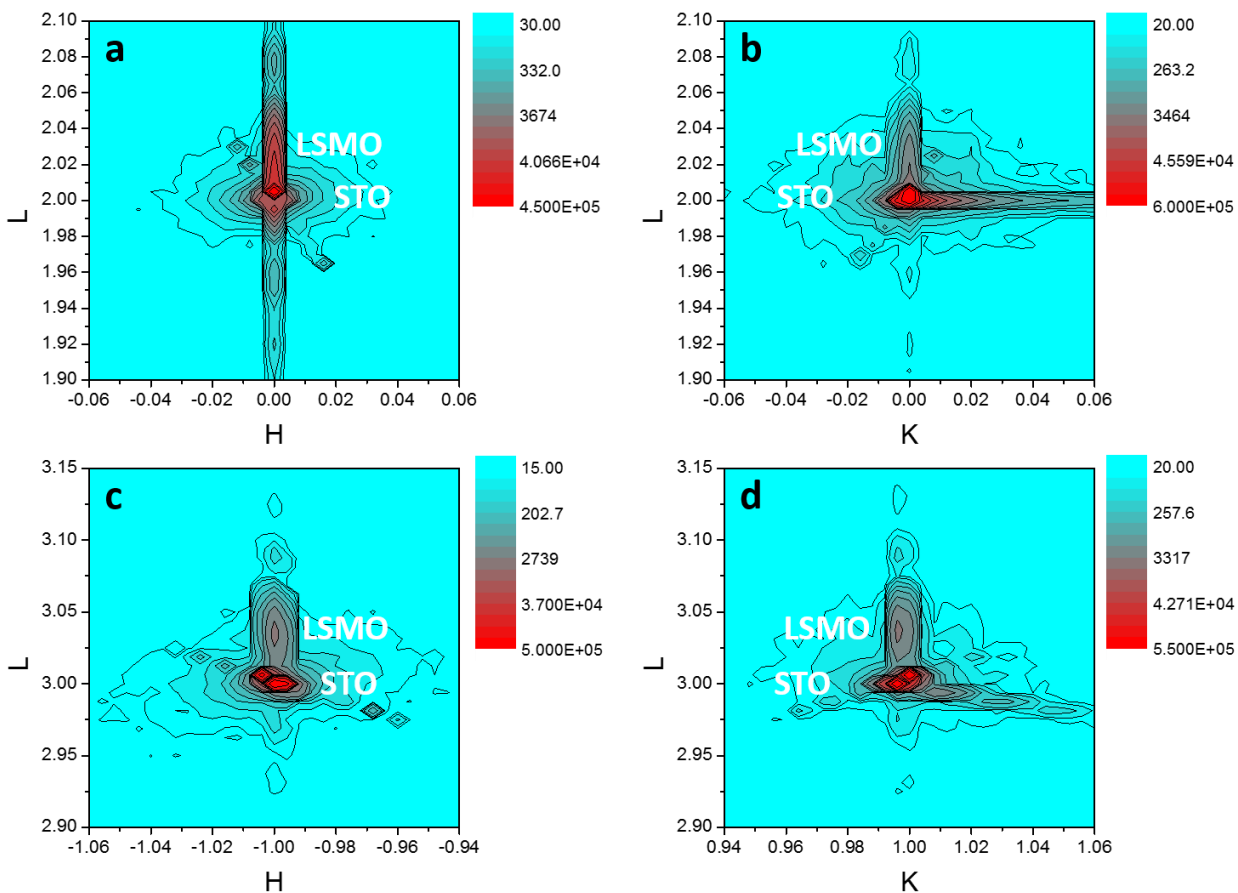 a
2.10
2.08
2.06
2.04
2.02
2.00
1.98
1.96
1.94
1.92
1.90
L
LSMO
STO
-0.06 -0.04 -0.02 0.00 0.02 0.04 0.06
H
30.00
332.0
3674
4.066E+04
4.500E+05
b
2.10
2.08
2.06
2.04
2.02
2.00
1.98
1.96
1.94
1.92
1.90
L
LSMO
STO
-0.06 -0.04 -0.02 0.00 0.02 0.04 0.06
K
20.00
263.2
3464
4.559E+04
6.000E+05
c
3.15
3.10
3.05
3.00
2.95
2.90
L
LSMO
STO
-1.06 -1.04 -1.02 -1.00 -0.98 -0.96 -0.94
H
15.00
202.7
2739
3.700E+04
5.000E+05
d
3.15
3.10
3.05
3.00
2.95
2.90
L
LSMO
STO
0.94 0.96 0.98 1.00 1.02 1.04 1.06
K
20.00
257.6
3317
4.271E+04
5.500E+05